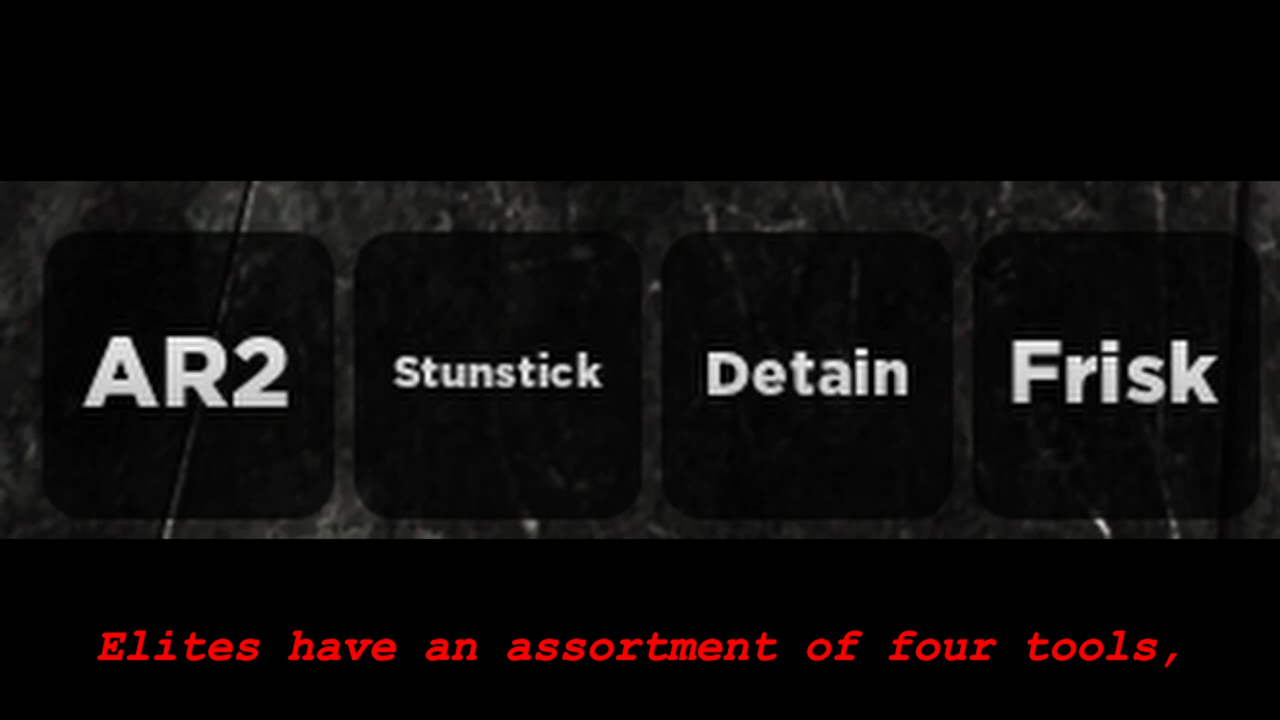 AR2 Stunstick Detain Frisk
Elites have an assortment of four tools,